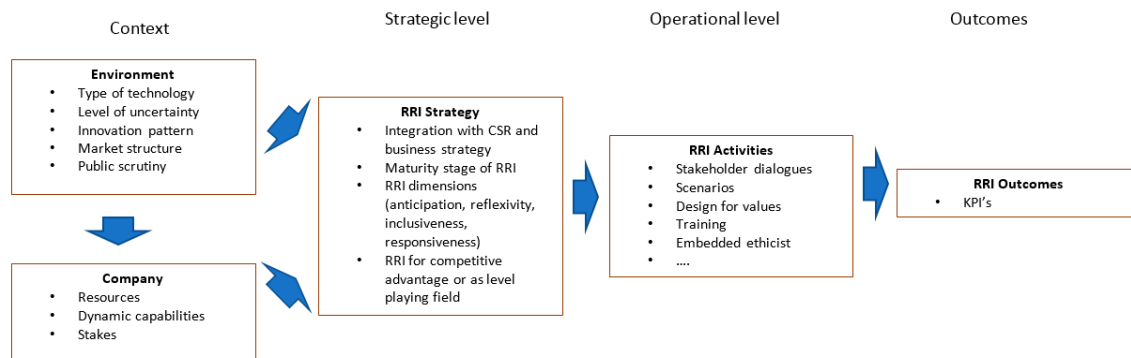 Context
Strategic level
Operational level
Outcomes
Environment
• Type of technology
• Level of uncertainty
• Innovation pattern
• Market structure
• Public scrutiny
Company
• Resources
• Dynamic capabilities
• Stakes
RRI Strategy
• Integration with CSR and
business strategy
• Maturity stage of RRI
• RRI dimensions
(anticipation, reflexivity,
inclusiveness,
responsiveness)
• RRI for competitive
advantage or as level
playing field
RRI Activities
• Stakeholder dialogues
• Scenarios
• Design for values
• Training
• Embedded ethicist
• ....
RRI Outcomes
• KPI's